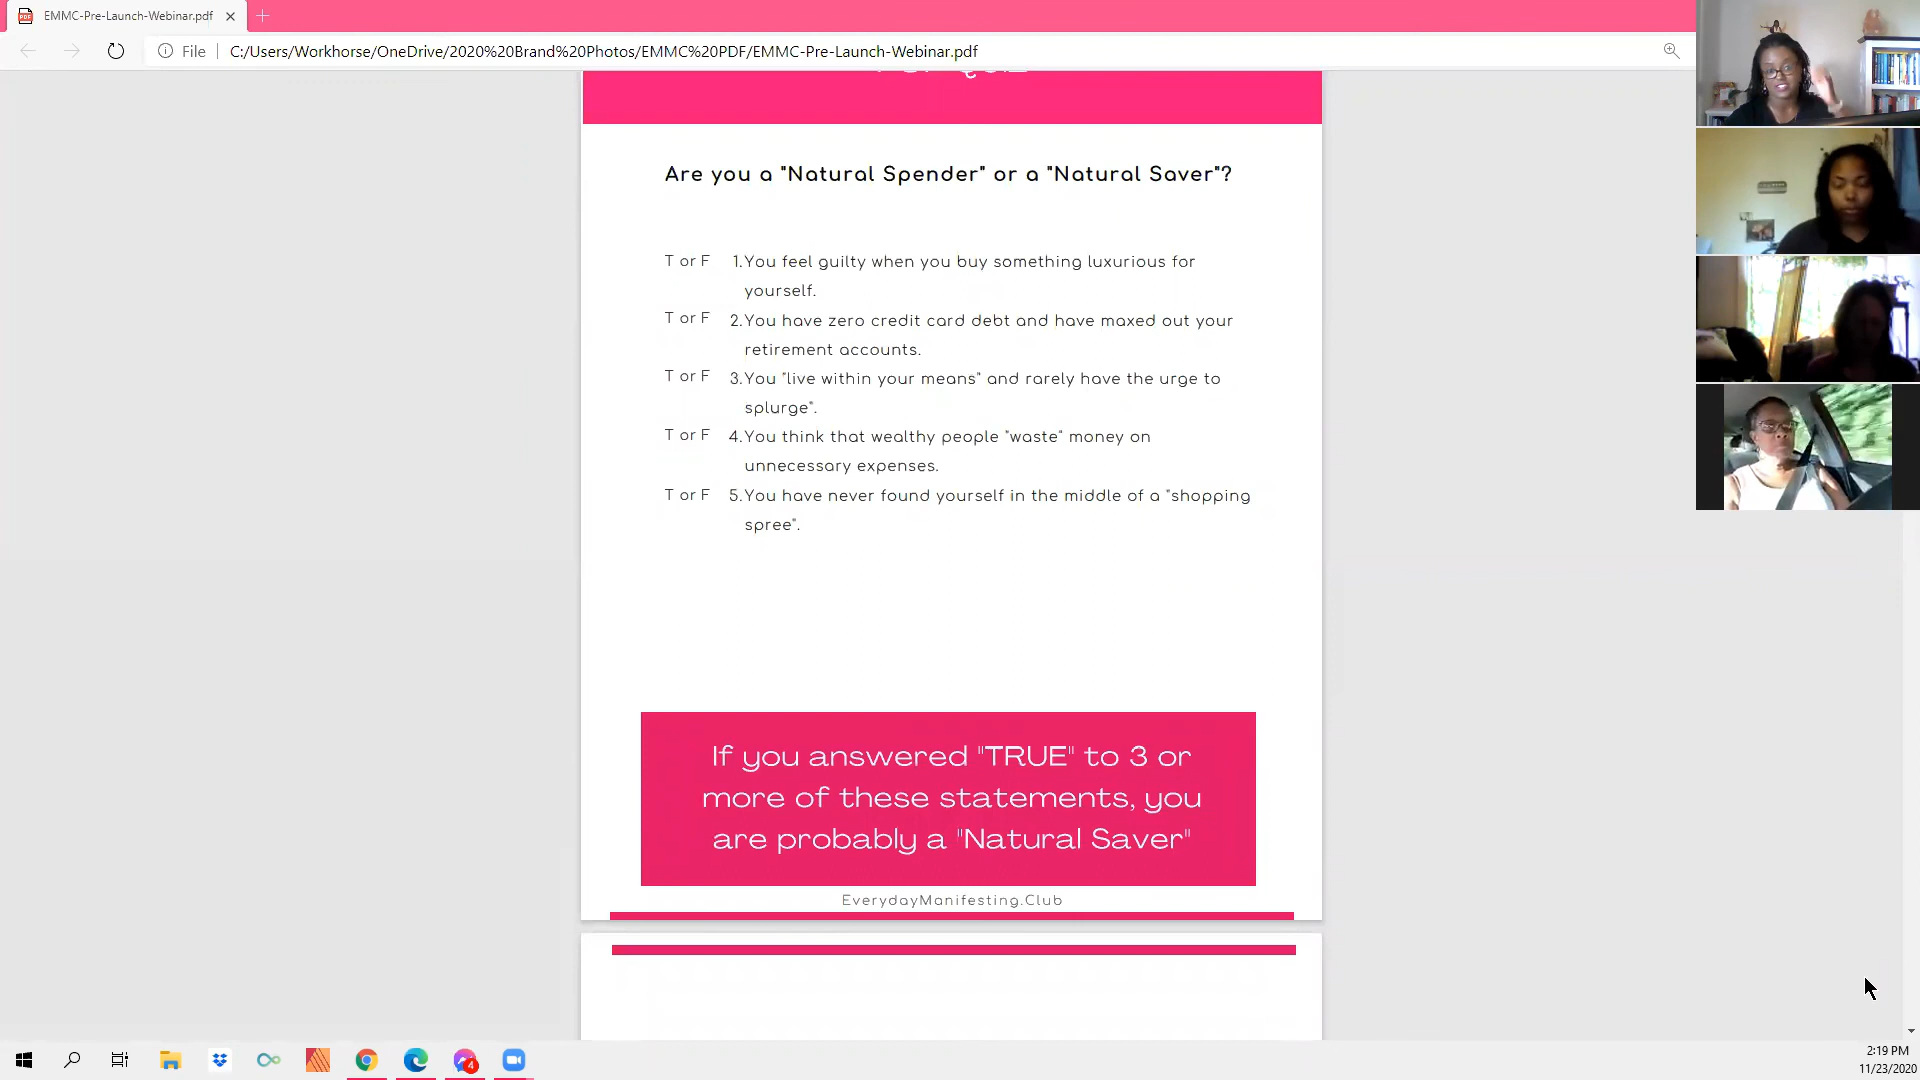 EMMC-Pre-Launch-Webinar.pdf
File
C:/Users/Workhorse/OneDrive/2020%20Brand%20Photos/EMMC%20PDF/EMMC-Pre-Launch-Webinar.pdf
Are you a "Natural Spender" or a "Natural Saver"?
T or F 1.You feel guilty when you buy something luxurious for
yourself.
T or F 2.You have zero credit card debt and have maxed out your
retirement accounts.
T or F 3.You "live within your means" and rarely have the urge to
splurge".
T or F 4.You think that wealthy people "waste" money on
unnecessary expenses.
T or F 5.You have never found yourself in the middle of a "shopping
spree".
If you answered "TRUE" to 3 or
more of these statements, you
are probably a "Natural Saver"
EverydayManifesting.Club
4
2:19 PM
11/23/2020